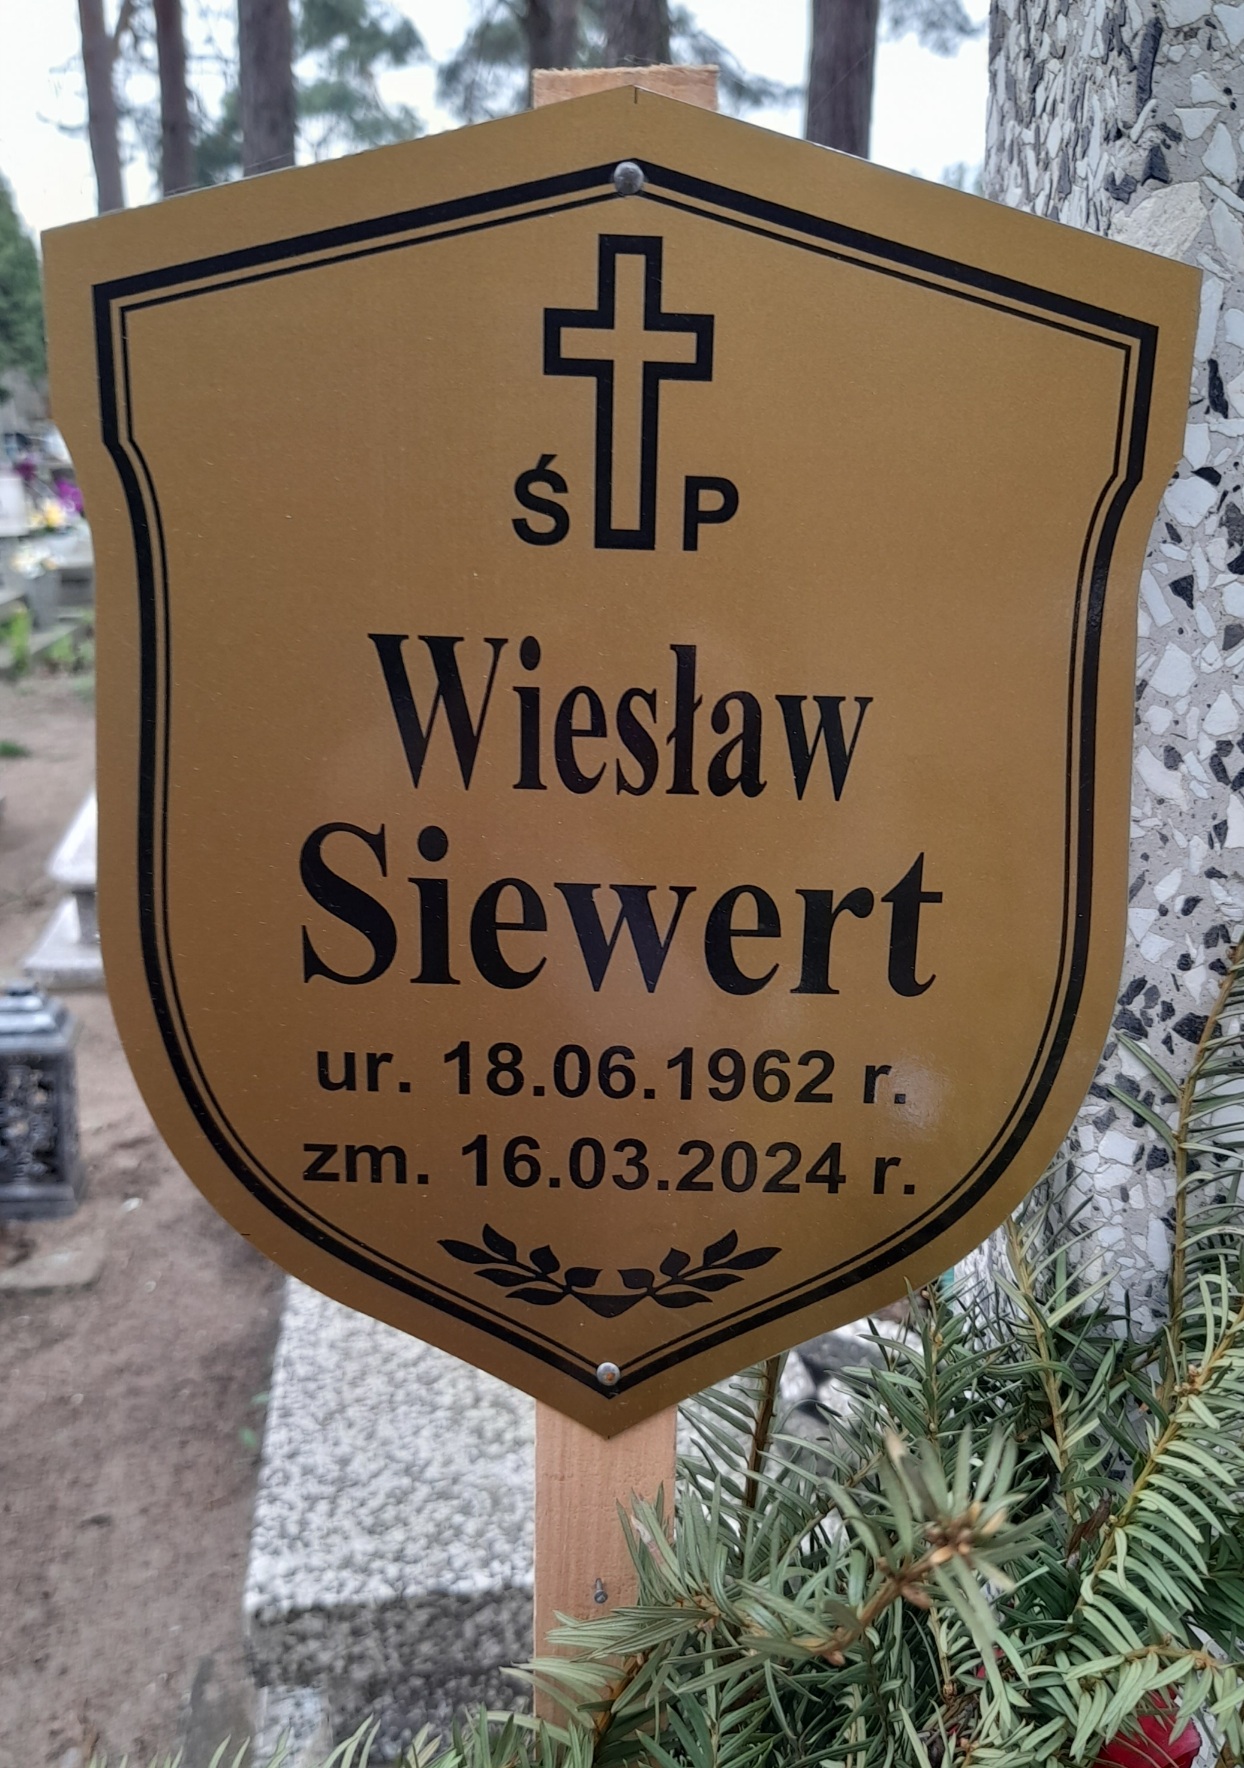 Ś P
Wiesław
Siewert
ur. 18.06.1962 r.
zm. 16.03.2024 r.